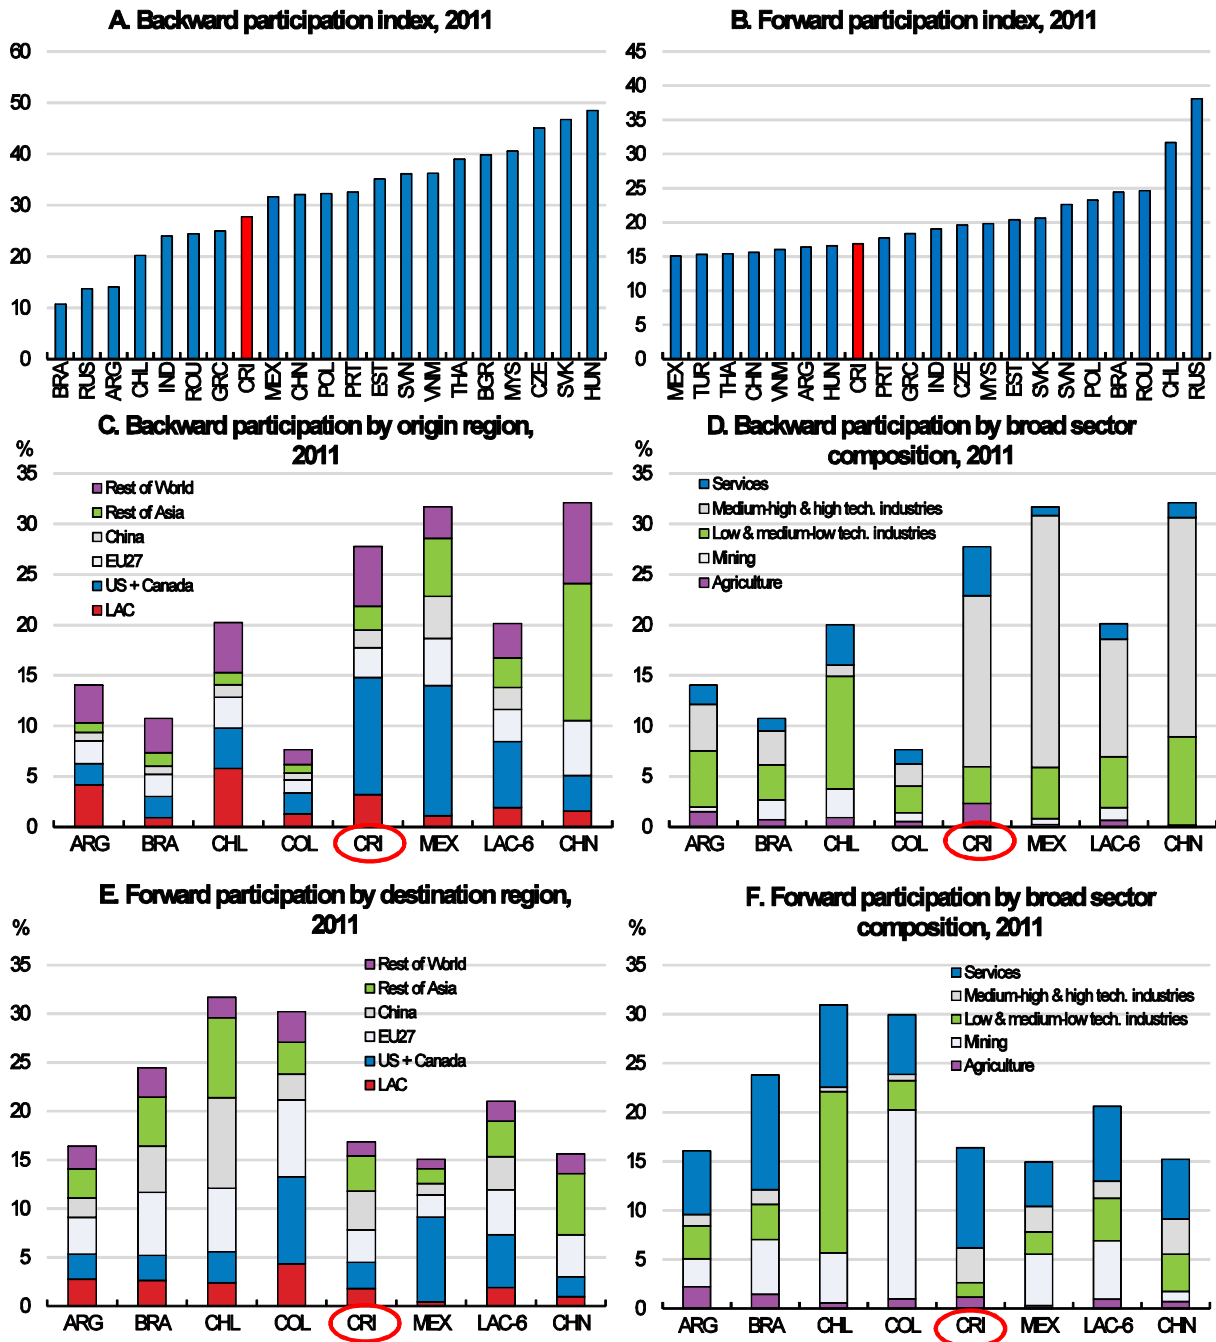 A. Backward participation index, 2011
60
50
40
30
20
10
0
BRA RUS ARG CHL IND ROU GRC CRI MEX CHN POL PRT EST SVN VNM THA BGR MYS CZE SVK HUN
B. Forward participation index, 2011
45
40
35
30
25
20
15
10
5
0
MEX TUR THA CHN VNM ARG HUN CRI PRT GRC IND CZE MYS EST SVK SVN POL BRA ROU CHL RUS
C. Backward participation by origin region,
2011
%
35
30
25
20
15
10
5
0
Rest of World
Rest of Asia
China
EU27
US + Canada
LAC
ARG BRA CHL COL CRI MEX LAC-6 CHN
D. Backward participation by broad sector
composition, 2011
%
35
30
25
20
15
10
5
0
Services
Medium-high & high tech. industries
Low & medium-low tech. industries
Mining
Agriculture
ARG BRA CHL COL CRI MEX LAC-6 CHN
E. Forward participation by destination region,
2011
%
35
30
25
20
15
10
5
0
Rest of World
Rest of Asia
China
EU27
US + Canada
LAC
ARG BRA CHL COL CRI MEX LAC-6 CHN
F. Forward participation by broad sector
composition, 2011
%
35
30
25
20
15
10
5
0
Services
Medium-high & high tech. industries
Low & medium-low tech. industries
Mining
Agriculture
ARG BRA CHL COL CRI MEX LAC-6 CHN